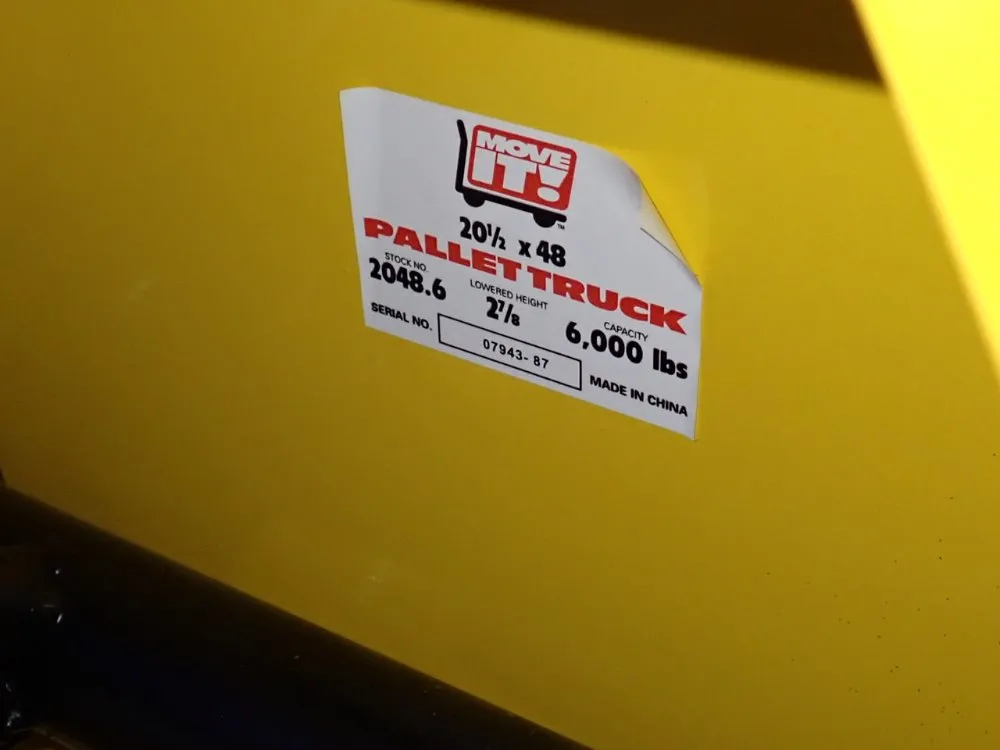 MOVE
IT!™
20½ x 48
PALLET TRUCK
STOCK NO.
2048.6
LOWERED HEIGHT
2⅞
CAPACITY
6,000 lbs
SERIAL NO. 07943-87
MADE IN CHINA